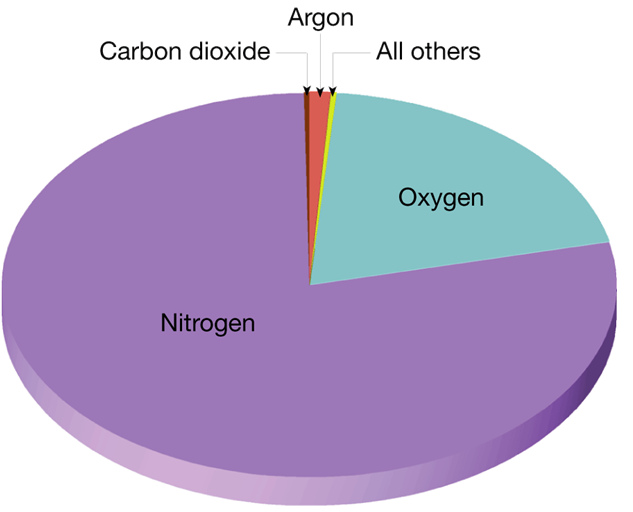 Argon
Carbon dioxide
All others
Oxygen
Nitrogen